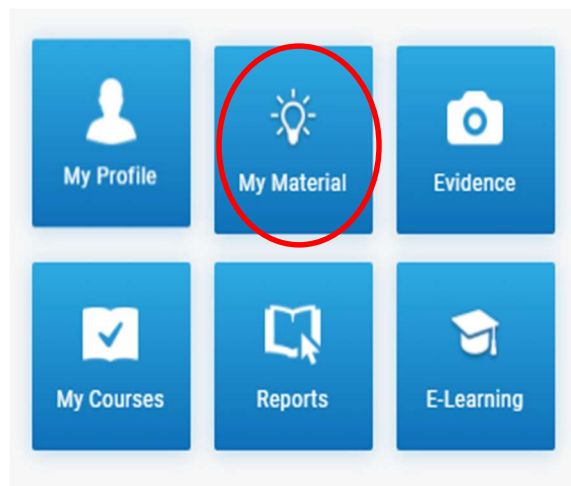 My Profile
My Material
Evidence
My Courses
Reports
E-Learning